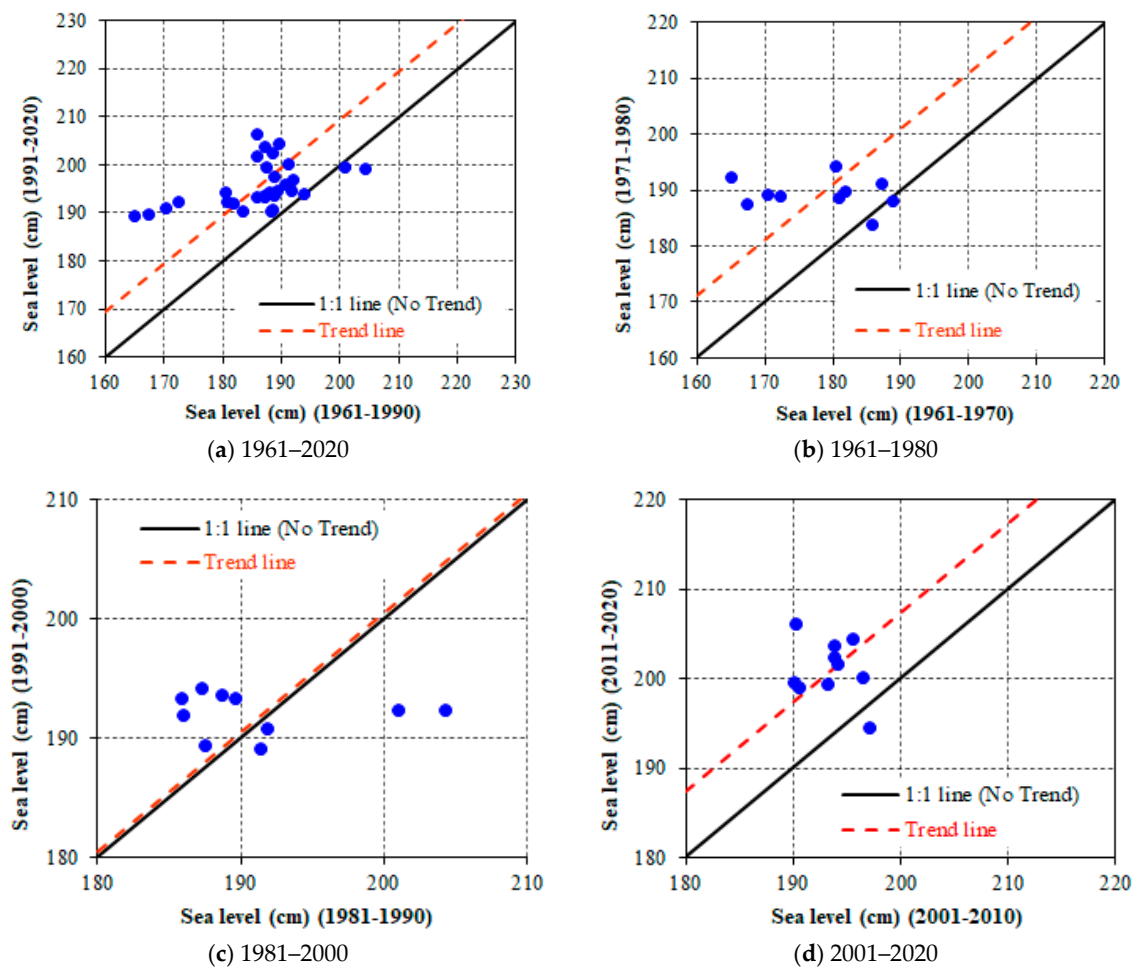 230
220
210
200
190
180
170
160
Sea level (cm) (1991-2020)
1:1 line (No Trend)
Trend line
160 170 180 190 200 210 220 230
Sea level (cm) (1961-1990)
(a) 1961–2020
220
210
200
190
180
170
160
Sea level (cm) (1971-1980)
1:1 line (No Trend)
Trend line
160 170 180 190 200 210 220
Sea level (cm) (1961-1970)
(b) 1961–1980
210
200
190
180
Sea level (cm) (1991-2000)
1:1 line (No Trend)
Trend line
180 190 200 210
Sea level (cm) (1981-1990)
(c) 1981–2000
220
210
200
190
180
Sea level (cm) (2011-2020)
1:1 line (No Trend)
Trend line
180 190 200 210 220
Sea level (cm) (2001-2010)
(d) 2001–2020